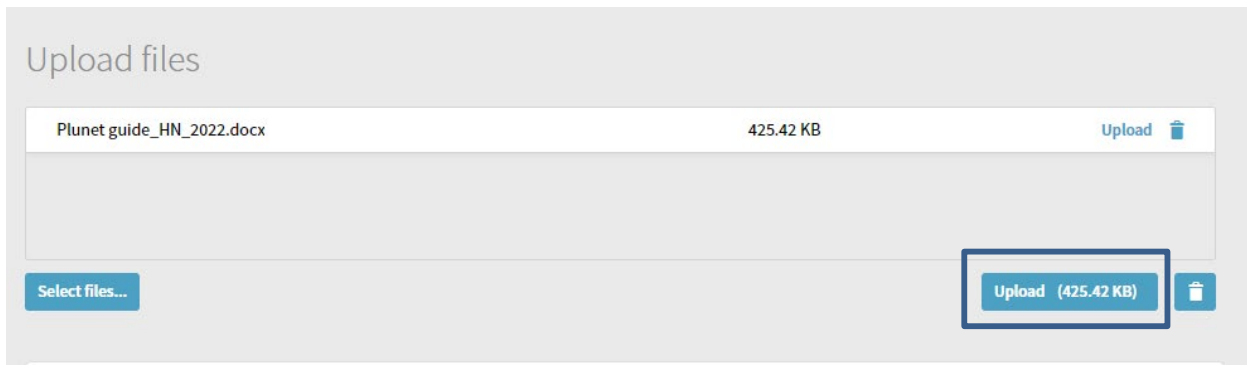 Upload files
Plunet guide_HN_2022.docx 425.42 KB Upload
Select files... Upload (425.42 KB)